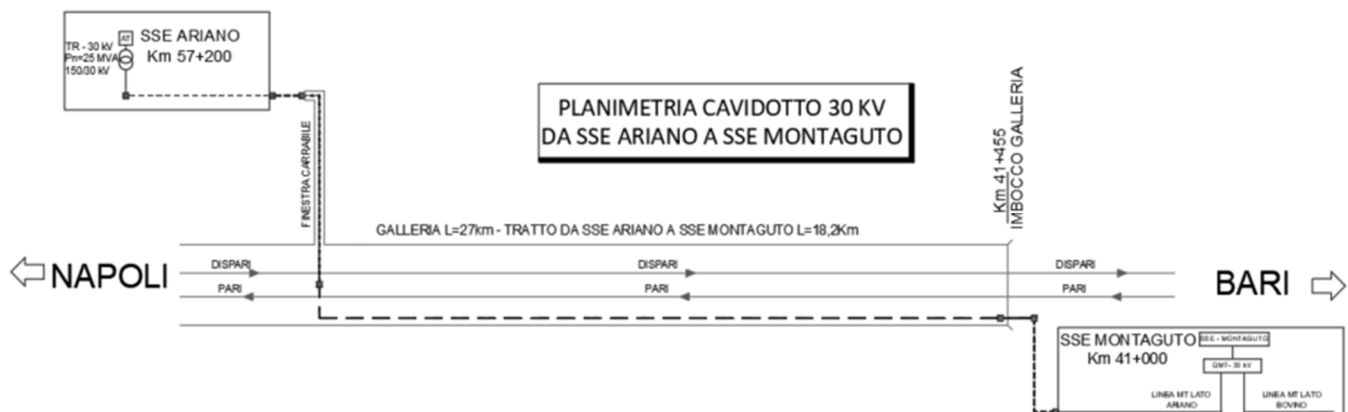 AT
SSE ARIANO
Km 57+200
TR - 30 kV
Pn=25 MVA
150/30 kV
FINESTRA CARRABILE
PLANIMETRIA CAVIDOTTO 30 KV
DA SSE ARIANO A SSE MONTAGUTO
Km 41+455
IMBOCCO GALLERIA
GALLERIA L=27km - TRATTO DA SSE ARIANO A SSE MONTAGUTO L=18,2Km
NAPOLI
DISPARI
DISPARI
DISPARI
PARI
PARI
PARI
BARI
SSE MONTAGUTO
Km 41+000
SSE - MONTAGUTO
QMT- 30 kV
LINEA MT LATO
ARIANO
LINEA MT LATO
BOVINO